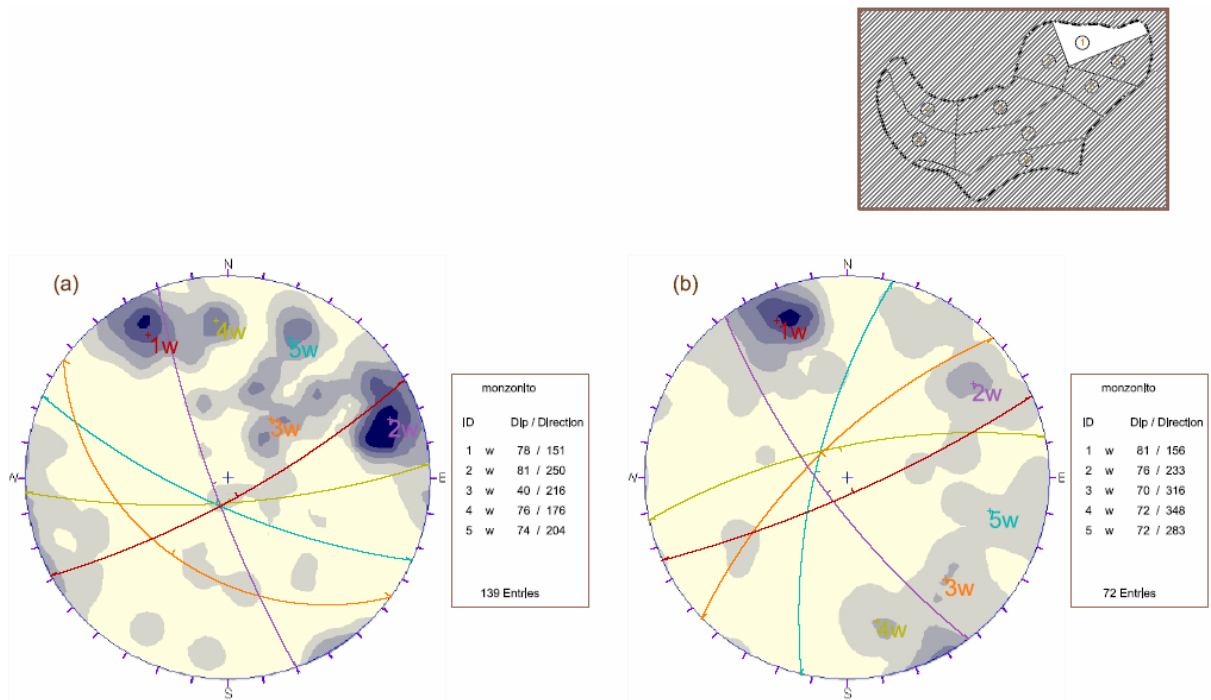 1
(a)
(b)
N
N
1w
4w
5w
3w
2w
W
E
S
1w
2w
5w
3w
4w
W
E
S
monzonito
ID Dip / Direction
1 w 78 / 151
2 w 81 / 250
3 w 40 / 216
4 w 76 / 176
5 w 74 / 204
139 Entries
monzonito
ID Dip / Direction
1 w 81 / 156
2 w 76 / 233
3 w 70 / 316
4 w 72 / 348
5 w 72 / 283
72 Entries